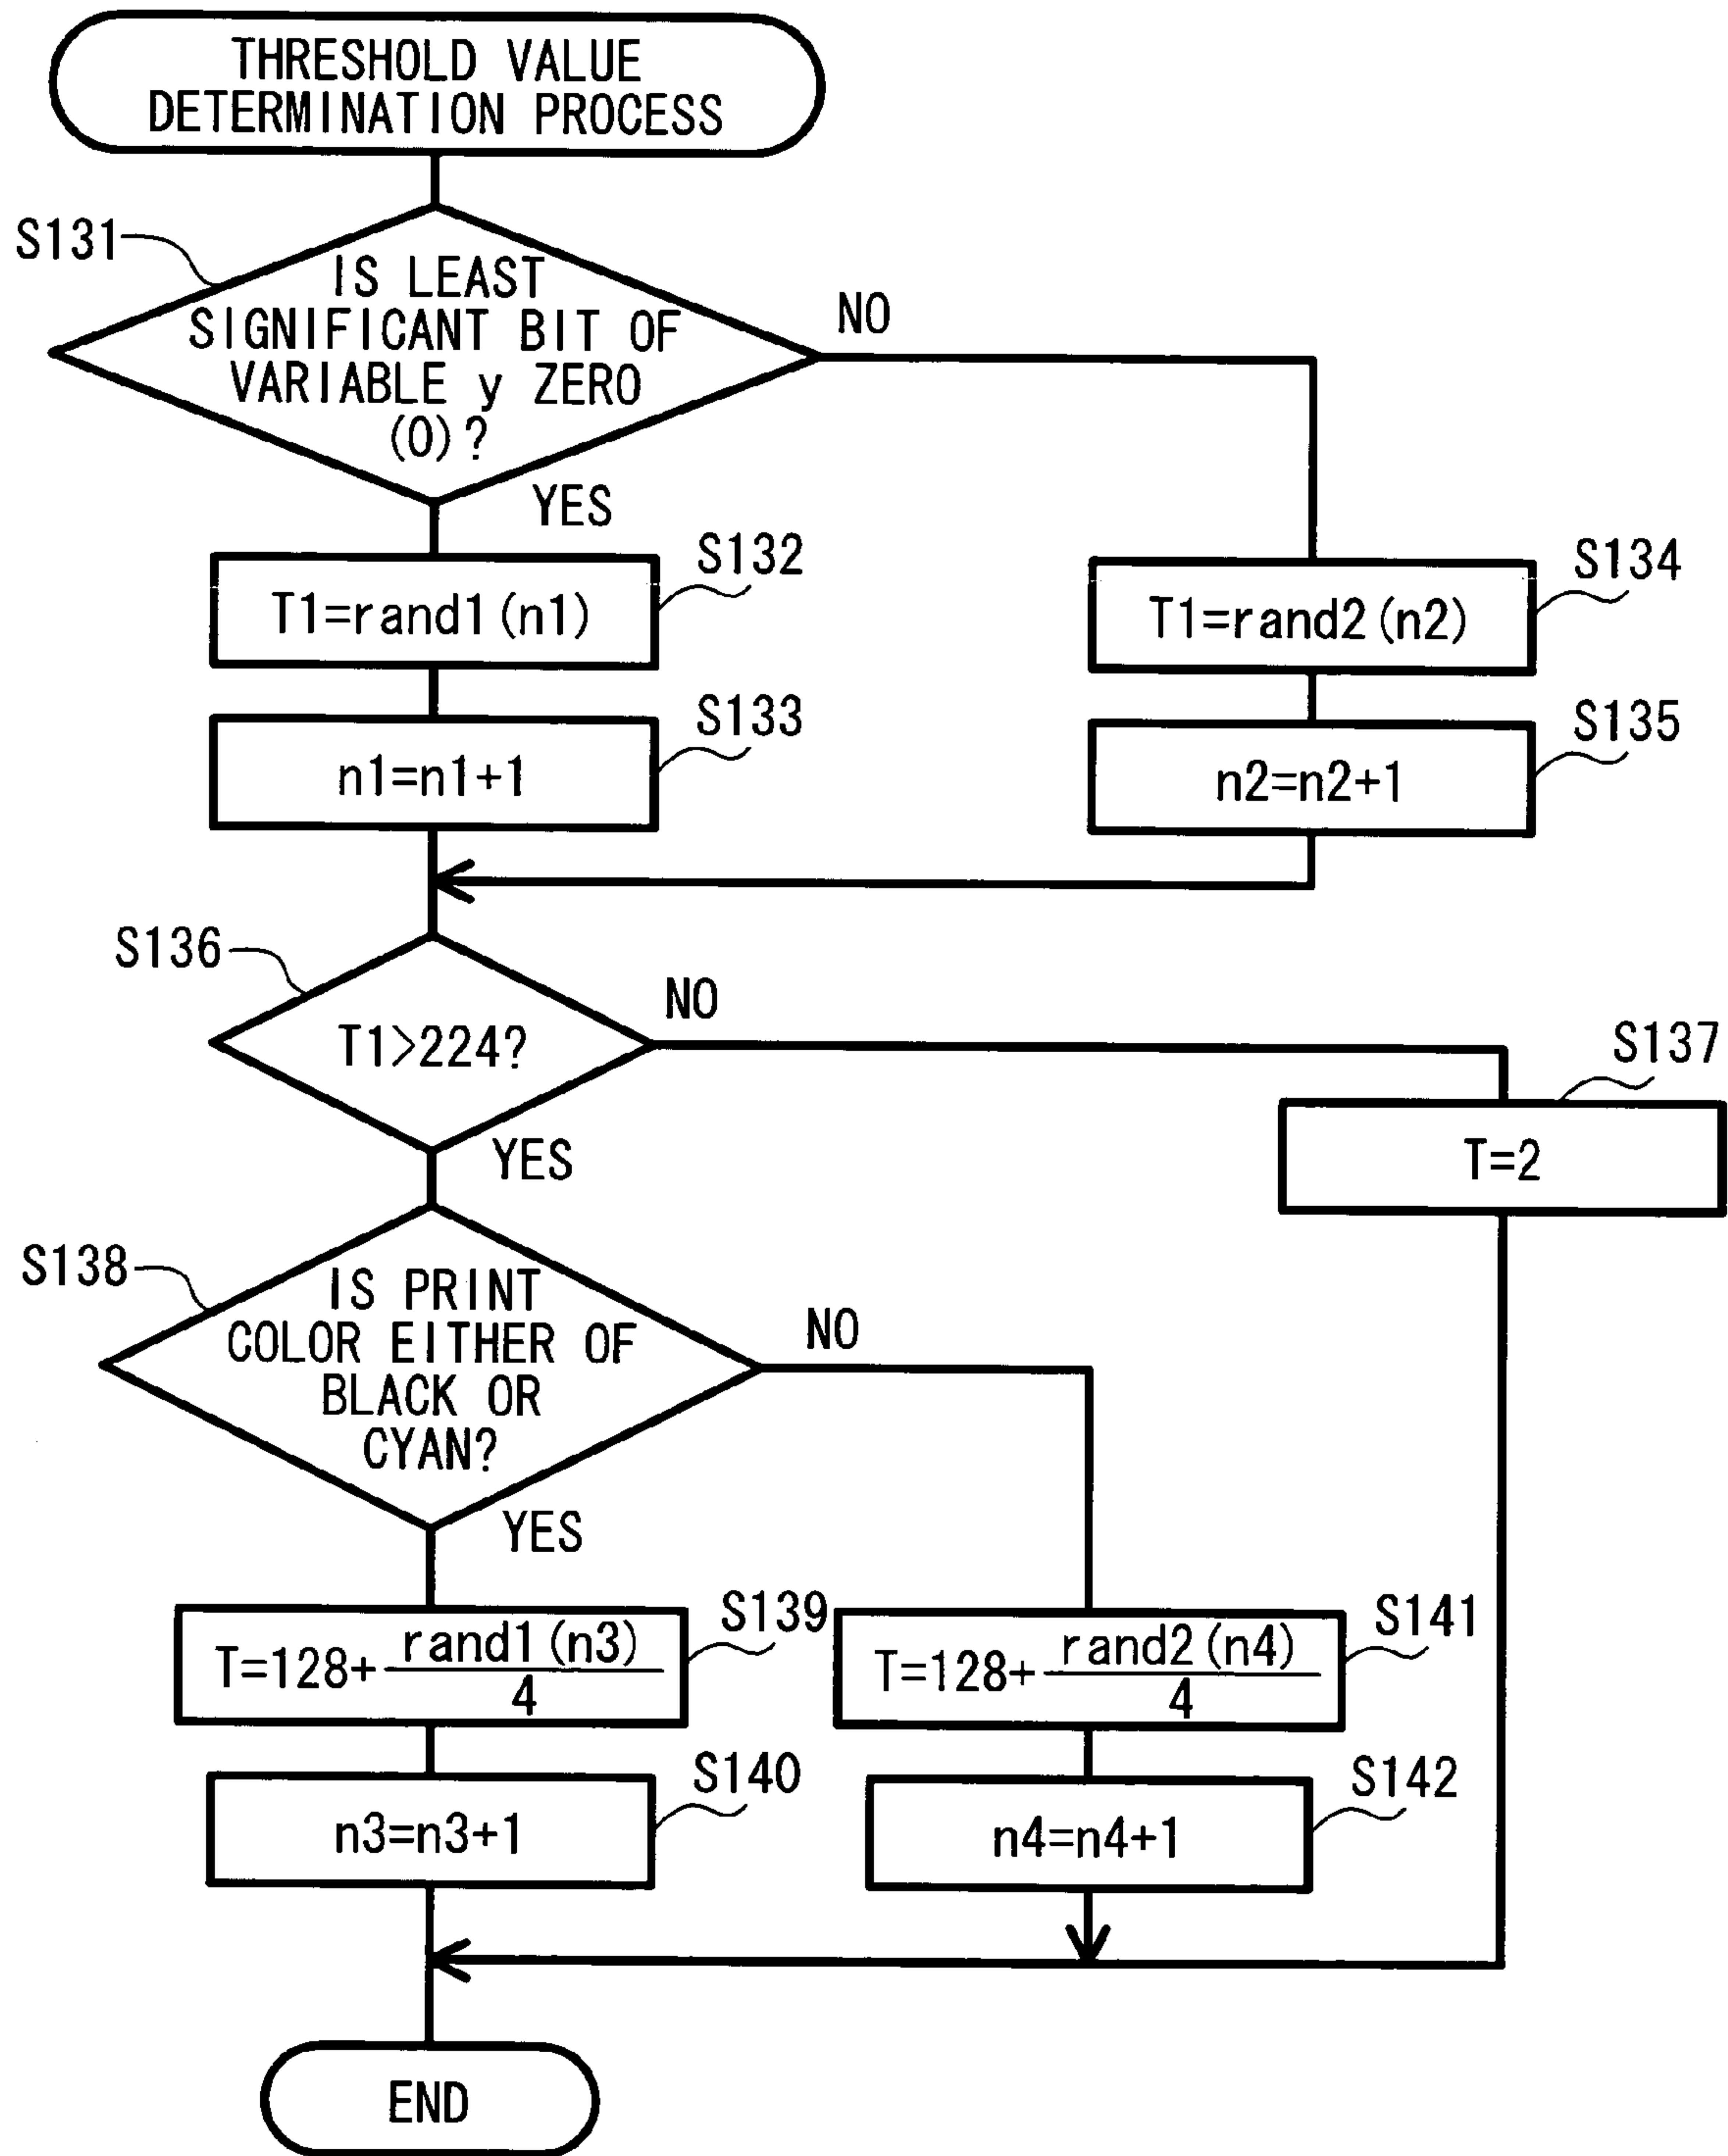 THRESHOLD VALUE
DETERMINATION PROCESS
S131
IS LEAST
SIGNIFICANT BIT OF
VARIABLE y ZERO
(0)?
NO
YES
S132
T1=rand1(n1)
S134
T1=rand2(n2)
S133
n1=n1+1
S135
n2=n2+1
S136
T1>224?
NO
YES
S137
T=2
S138
IS PRINT
COLOR EITHER OF
BLACK OR
CYAN?
NO
YES
S139
T=128+rand1(n3)/4
S141
T=128+rand2(n4)/4
S140
n3=n3+1
S142
n4=n4+1
END